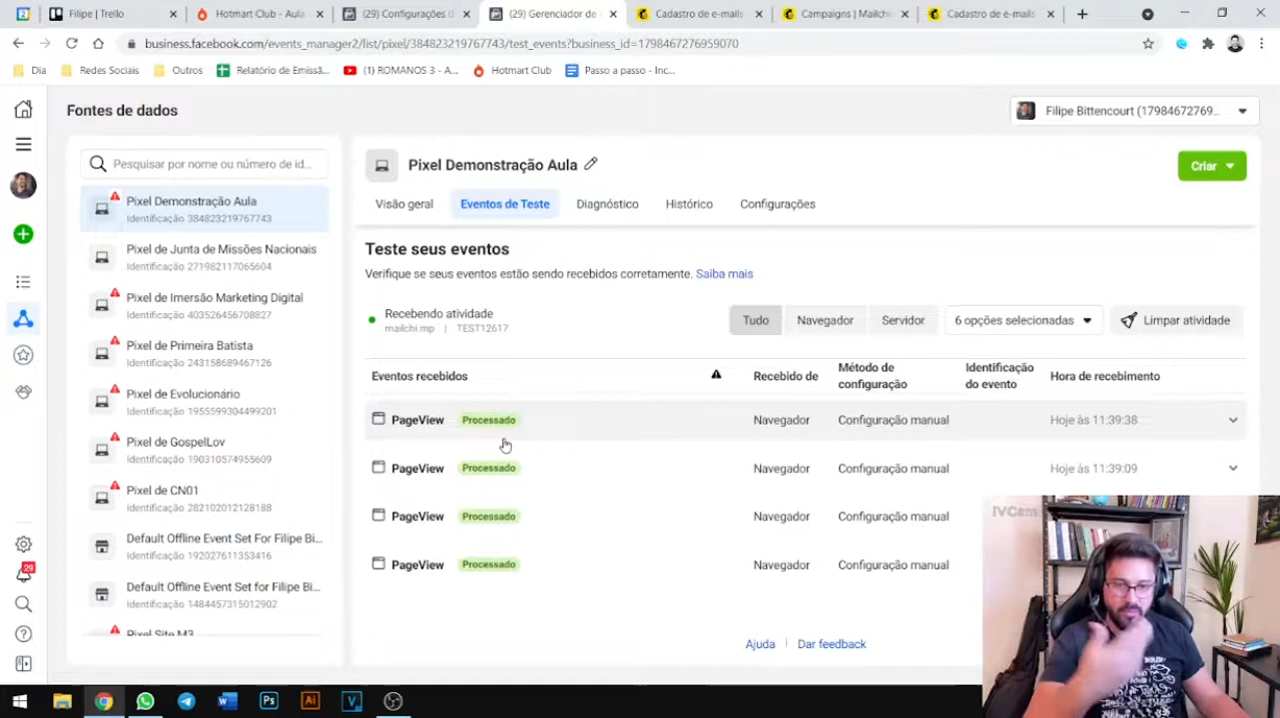 Filipe | Trello
Hotmart Club - Aula
(29) Configurações d
(29) Gerenciador de
Cadastro de e-mails
Campaigns | Mailchi
Cadastro de e-mails
business.facebook.com/events_manager2/list/pixel/384823219767743/test_events?business_id=1798467276959070
Dia
Redes Sociais
Outros
Relatório de Emissã...
(1) ROMANOS 3 - A...
Hotmart Club
Passo a passo - Inc...
Fontes de dados
Filipe Bittencourt (17984672769...
Pesquisar por nome ou número de id...
Pixel Demonstração Aula
Identificação 384823219767743
Pixel de Junta de Missões Nacionais
Identificação 271982117065604
Pixel de Imersão Marketing Digital
Identificação 403526456708827
Pixel de Primeira Batista
Identificação 243158689467126
Pixel de Evolucionário
Identificação 1955599304499201
Pixel de GospelLov
Identificação 190310574955609
Pixel de CN01
Identificação 282102012128188
Default Offline Event Set For Filipe Bi...
Identificação 192027611353416
Default Offline Event Set for Filipe Bi...
Identificação 1484457315012902
Pixel Site M3
29
Pixel Demonstração Aula
Criar
Visão geral
Eventos de Teste
Diagnóstico
Histórico
Configurações
Teste seus eventos
Verifique se seus eventos estão sendo recebidos corretamente. Saiba mais
Recebendo atividade
mailchi.mp | TEST12617
Tudo
Navegador
Servidor
6 opções selecionadas
Limpar atividade
Eventos recebidos
Recebido de
Método de configuração
Identificação do evento
Hora de recebimento
PageView Processado Navegador Configuração manual Hoje às 11:39:38
PageView Processado Navegador Configuração manual Hoje às 11:39:09
PageView Processado Navegador Configuração manual
PageView Processado Navegador Configuração manual
Ajuda | Dar feedback